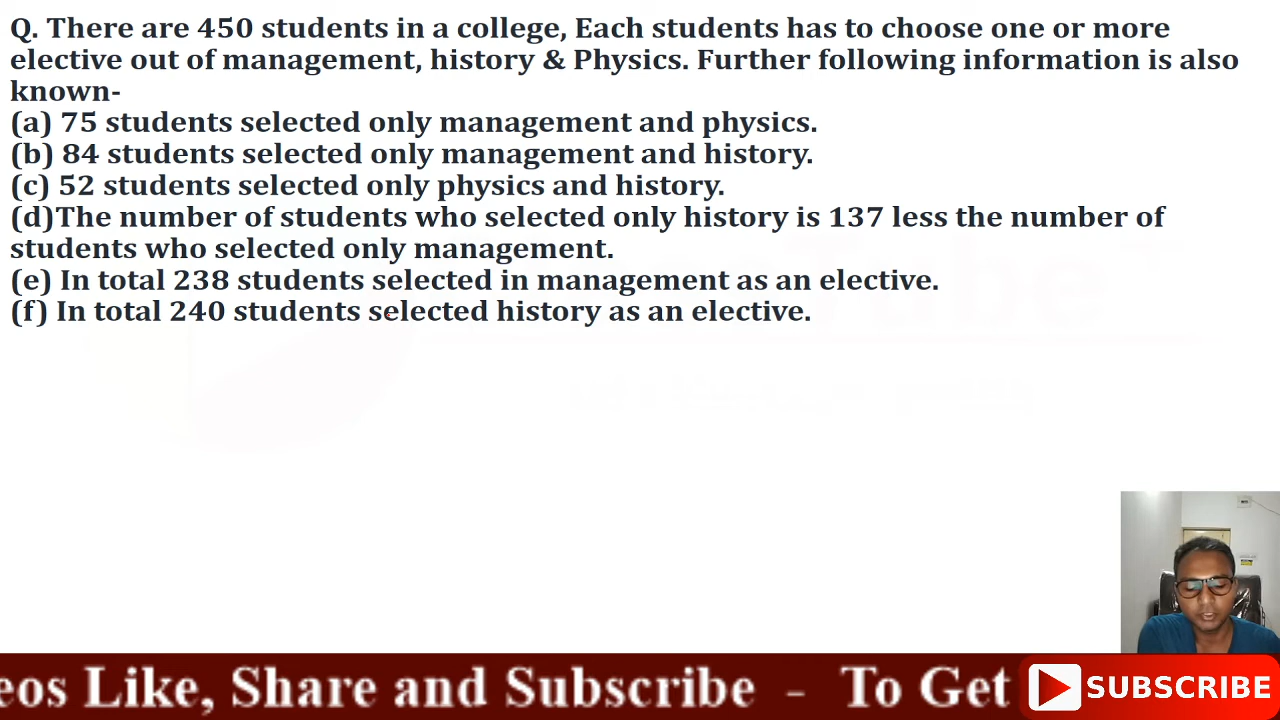 Q. There are 450 students in a college, Each students has to choose one or more
elective out of management, history & Physics. Further following information is also
known-
(a) 75 students selected only management and physics.
(b) 84 students selected only management and history.
(c) 52 students selected only physics and history.
(d)The number of students who selected only history is 137 less the number of
students who selected only management.
(e) In total 238 students selected in management as an elective.
(f) In total 240 students selected history as an elective.
eos Like, Share and Subscribe - To Get
SUBSCRIBE